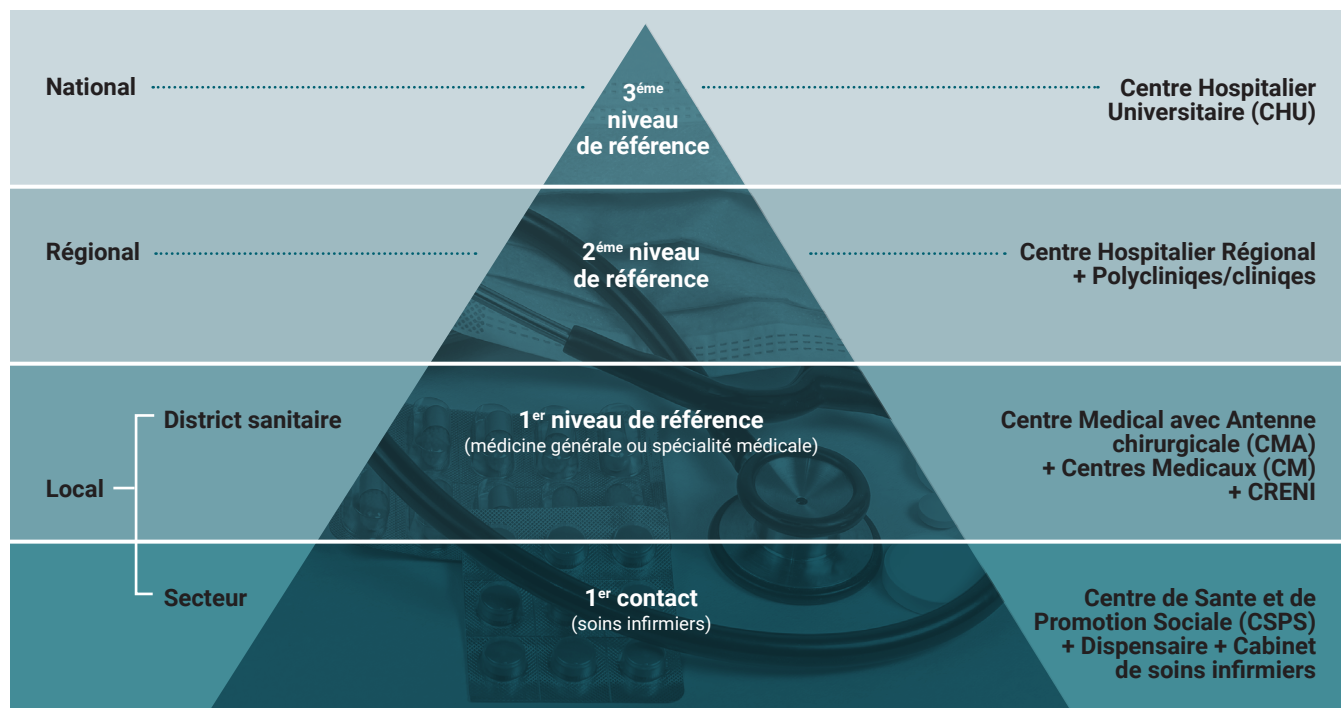 National
3éme
niveau
de référence
Centre Hospitalier
Universitaire (CHU)
Régional
2éme niveau
de référence
Centre Hospitalier Régional
+ Polycliniqes/cliniqes
Local
District sanitaire
1er niveau de référence
(médicine générale ou spécialité médicale)
Centre Medical avec Antenne
chirurgicale (CMA)
+ Centres Medicaux (CM)
+ CRENI
Secteur
1er contact
(soins infirmiers)
Centre de Sante et de
Promotion Sociale (CSPS)
+ Dispensaire + Cabinet
de soins infirmiers